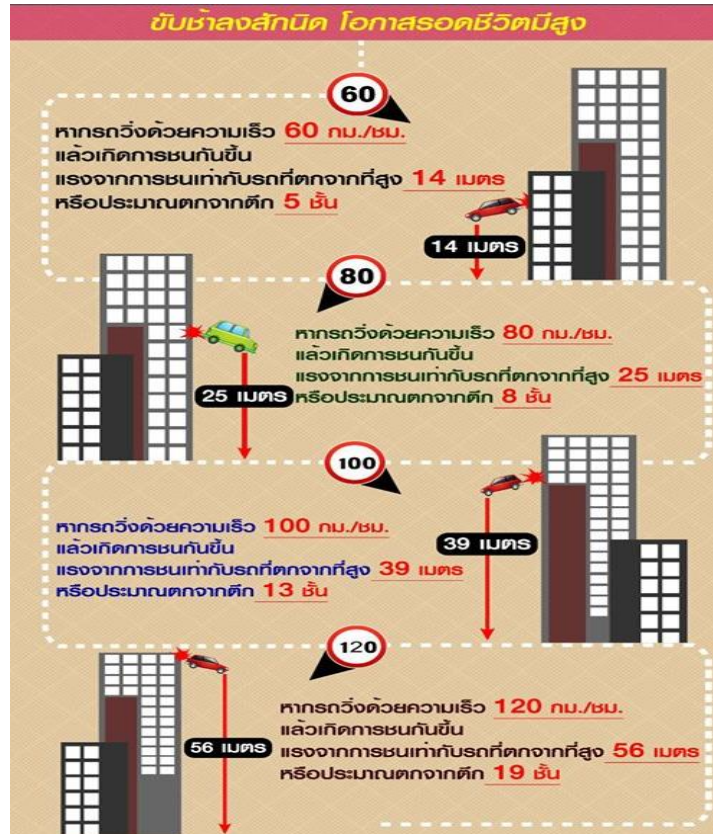 ขับช้าลงสักนิด โอกาสรอดชีวิตมีสูง
60
หากรถวิ่งด้วยความเร็ว 60 กม./ชม.
แล้วเกิดการชนกันขึ้น
แรงจากการชนเท่ากับรถที่ตกจากที่สูง 14 เมตร
หรือประมาณตกจากตึก 5 ชั้น
14 เมตร
80
หากรถวิ่งด้วยความเร็ว 80 กม./ชม.
แล้วเกิดการชนกันขึ้น
แรงจากการชนเท่ากับรถที่ตกจากที่สูง 25 เมตร
หรือประมาณตกจากตึก 8 ชั้น
25 เมตร
100
หากรถวิ่งด้วยความเร็ว 100 กม./ชม.
แล้วเกิดการชนกันขึ้น
แรงจากการชนเท่ากับรถที่ตกจากที่สูง 39 เมตร
หรือประมาณตกจากตึก 13 ชั้น
39 เมตร
120
หากรถวิ่งด้วยความเร็ว 120 กม./ชม.
แล้วเกิดการชนกันขึ้น
แรงจากการชนเท่ากับรถที่ตกจากที่สูง 56 เมตร
หรือประมาณตกจากตึก 19 ชั้น
56 เมตร